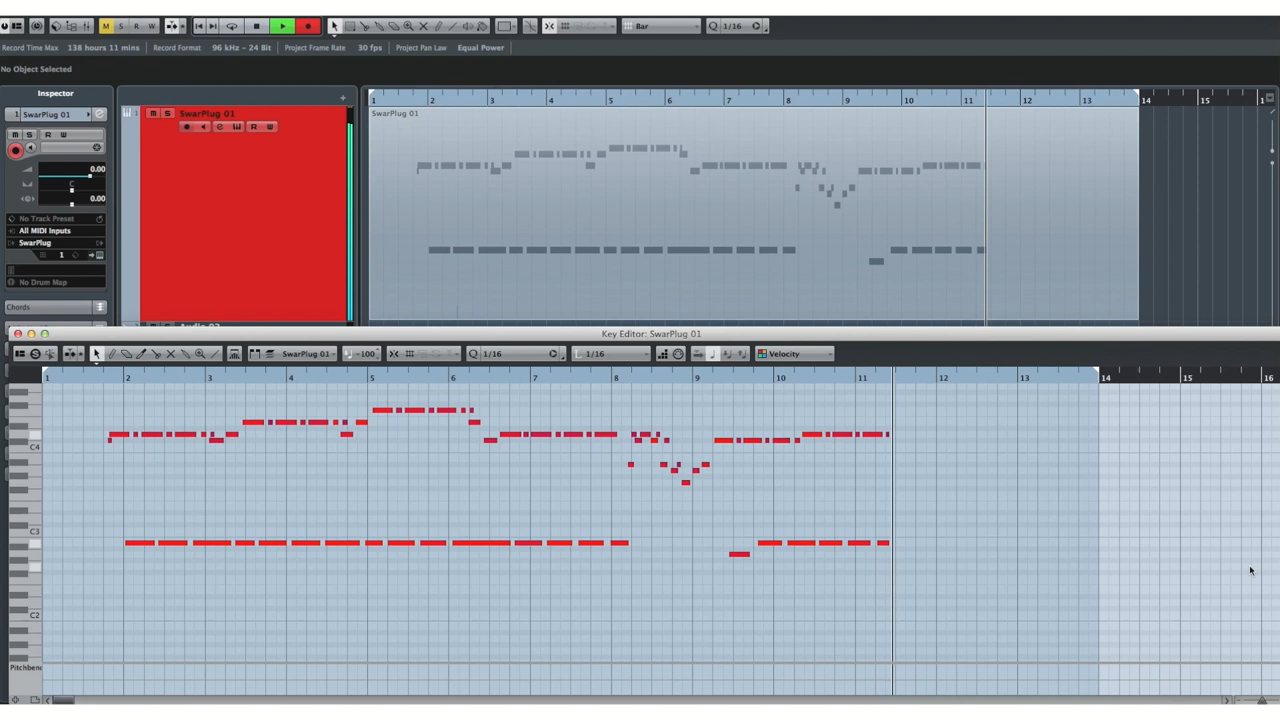 M S R W Bar Q 1/16
Record Time Max 138 hours 11 mins Record Format 96 kHz – 24 Bit Project Frame Rate 30 fps Project Pan Law Equal Power
No Object Selected
Inspector
1 2 3 4 5 6 7 8 9 10 11 12 13 14 15 1
1 SwarPlug 01
M S SwarPlug 01
SwarPlug 01
R W
M S R W
0.00
C
0.00
No Track Preset
All MIDI Inputs
SwarPlug
1
No Drum Map
Chords
Audio 02
Key Editor: SwarPlug 01
SwarPlug 01 -100 Q 1/16 L 1/16 Velocity
1 2 3 4 5 6 7 8 9 10 11 12 13 14 15 16
C4
C3
C2
Pitchbend